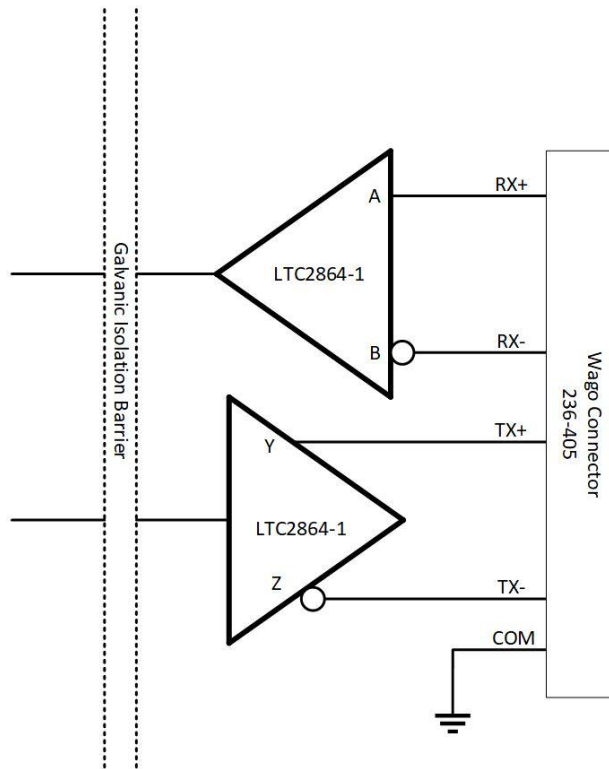 Galvanic Isolation Barrier
A
RX+
LTC2864-1
B
RX-
Wago Connector
236-405
Y
TX+
LTC2864-1
Z
TX-
COM